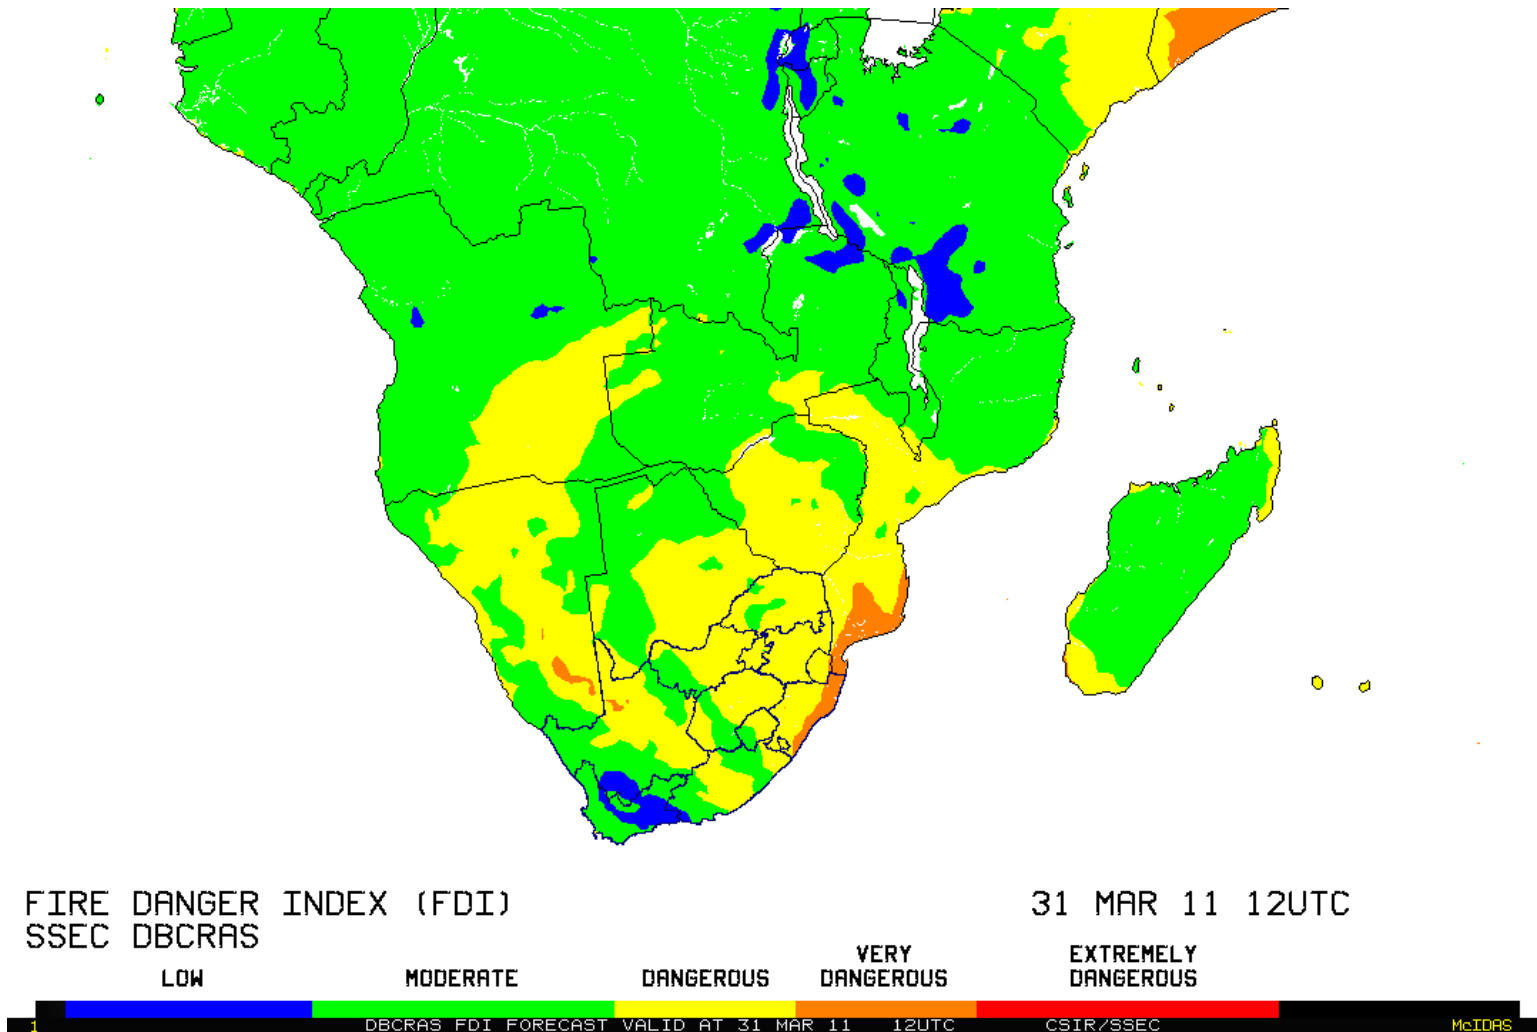 FIRE DANGER INDEX (FDI) 31 MAR 11 12UTC
SSEC DBCRAS
LOW MODERATE DANGEROUS VERY DANGEROUS EXTREMELY DANGEROUS
1 DBCRAS FDI FORECAST VALID AT 31 MAR 11 12UTC CSIR/SSEC McIDAS